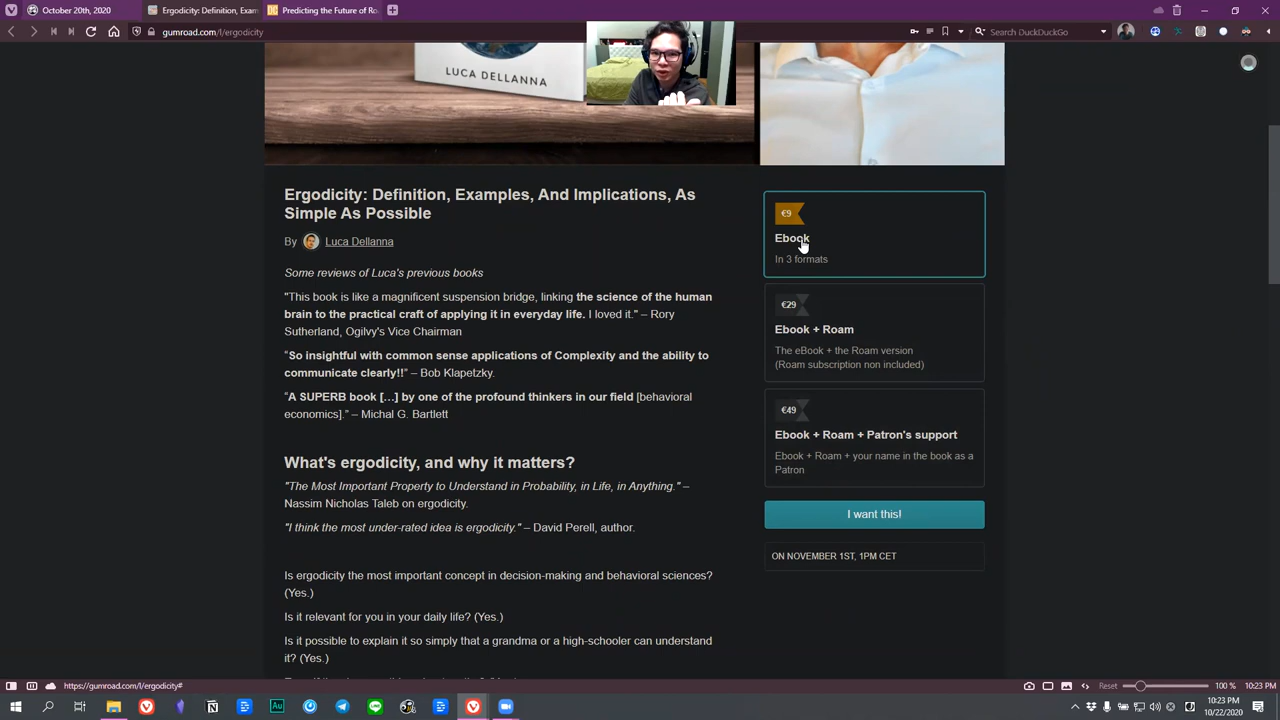 October 20th, 2020
Ergodicity: Definition, Exam
Predicting the Future of Ro
gumroad.com/l/ergodicity
Search DuckDuckGo
LUCA DELLANNA
Ergodicity: Definition, Examples, And Implications, As
Simple As Possible
By Luca Dellanna
Some reviews of Luca's previous books
"This book is like a magnificent suspension bridge, linking the science of the human
brain to the practical craft of applying it in everyday life. I loved it." – Rory
Sutherland, Ogilvy's Vice Chairman
"So insightful with common sense applications of Complexity and the ability to
communicate clearly!!" – Bob Klapetzky.
"A SUPERB book [...] by one of the profound thinkers in our field [behavioral
economics]." – Michal G. Bartlett
What's ergodicity, and why it matters?
"The Most Important Property to Understand in Probability, in Life, in Anything." –
Nassim Nicholas Taleb on ergodicity.
"I think the most under-rated idea is ergodicity." – David Perell, author.
Is ergodicity the most important concept in decision-making and behavioral sciences?
(Yes.)
Is it relevant for you in your daily life? (Yes.)
Is it possible to explain it so simply that a grandma or a high-schooler can understand
it? (Yes.)
€9
Ebook
In 3 formats
€29
Ebook + Roam
The eBook + the Roam version
(Roam subscription non included)
€49
Ebook + Roam + Patron's support
Ebook + Roam + your name in the book as a
Patron
I want this!
ON NOVEMBER 1ST, 1PM CET
https://gumroad.com/l/ergodicity#
Reset
100 %
10:23 PM
10:23 PM
10/22/2020